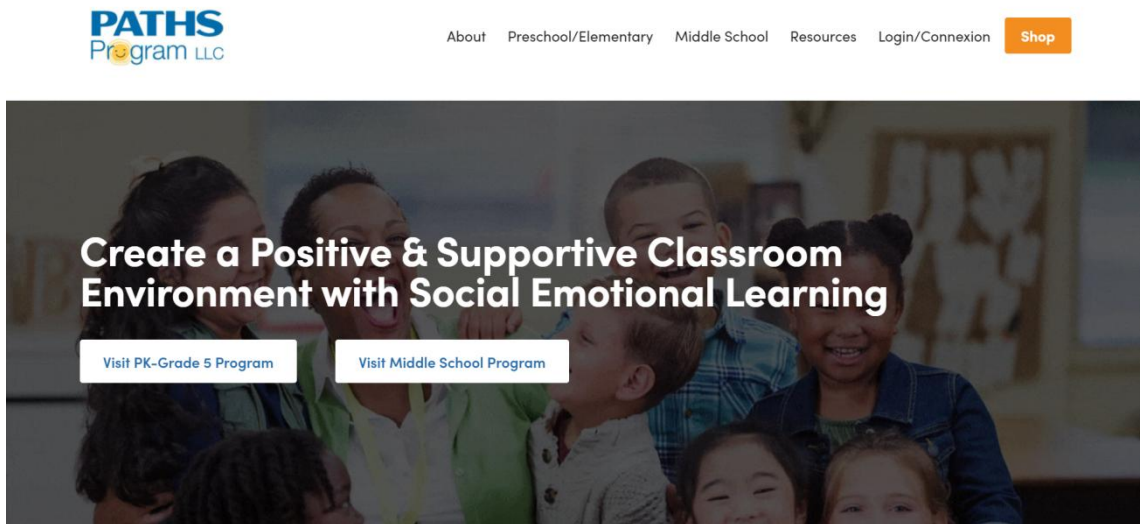 PATHS
Program LLC
About Preschool/Elementary Middle School Resources Login/Connexion Shop
Create a Positive & Supportive Classroom
Environment with Social Emotional Learning
Visit PK-Grade 5 Program Visit Middle School Program